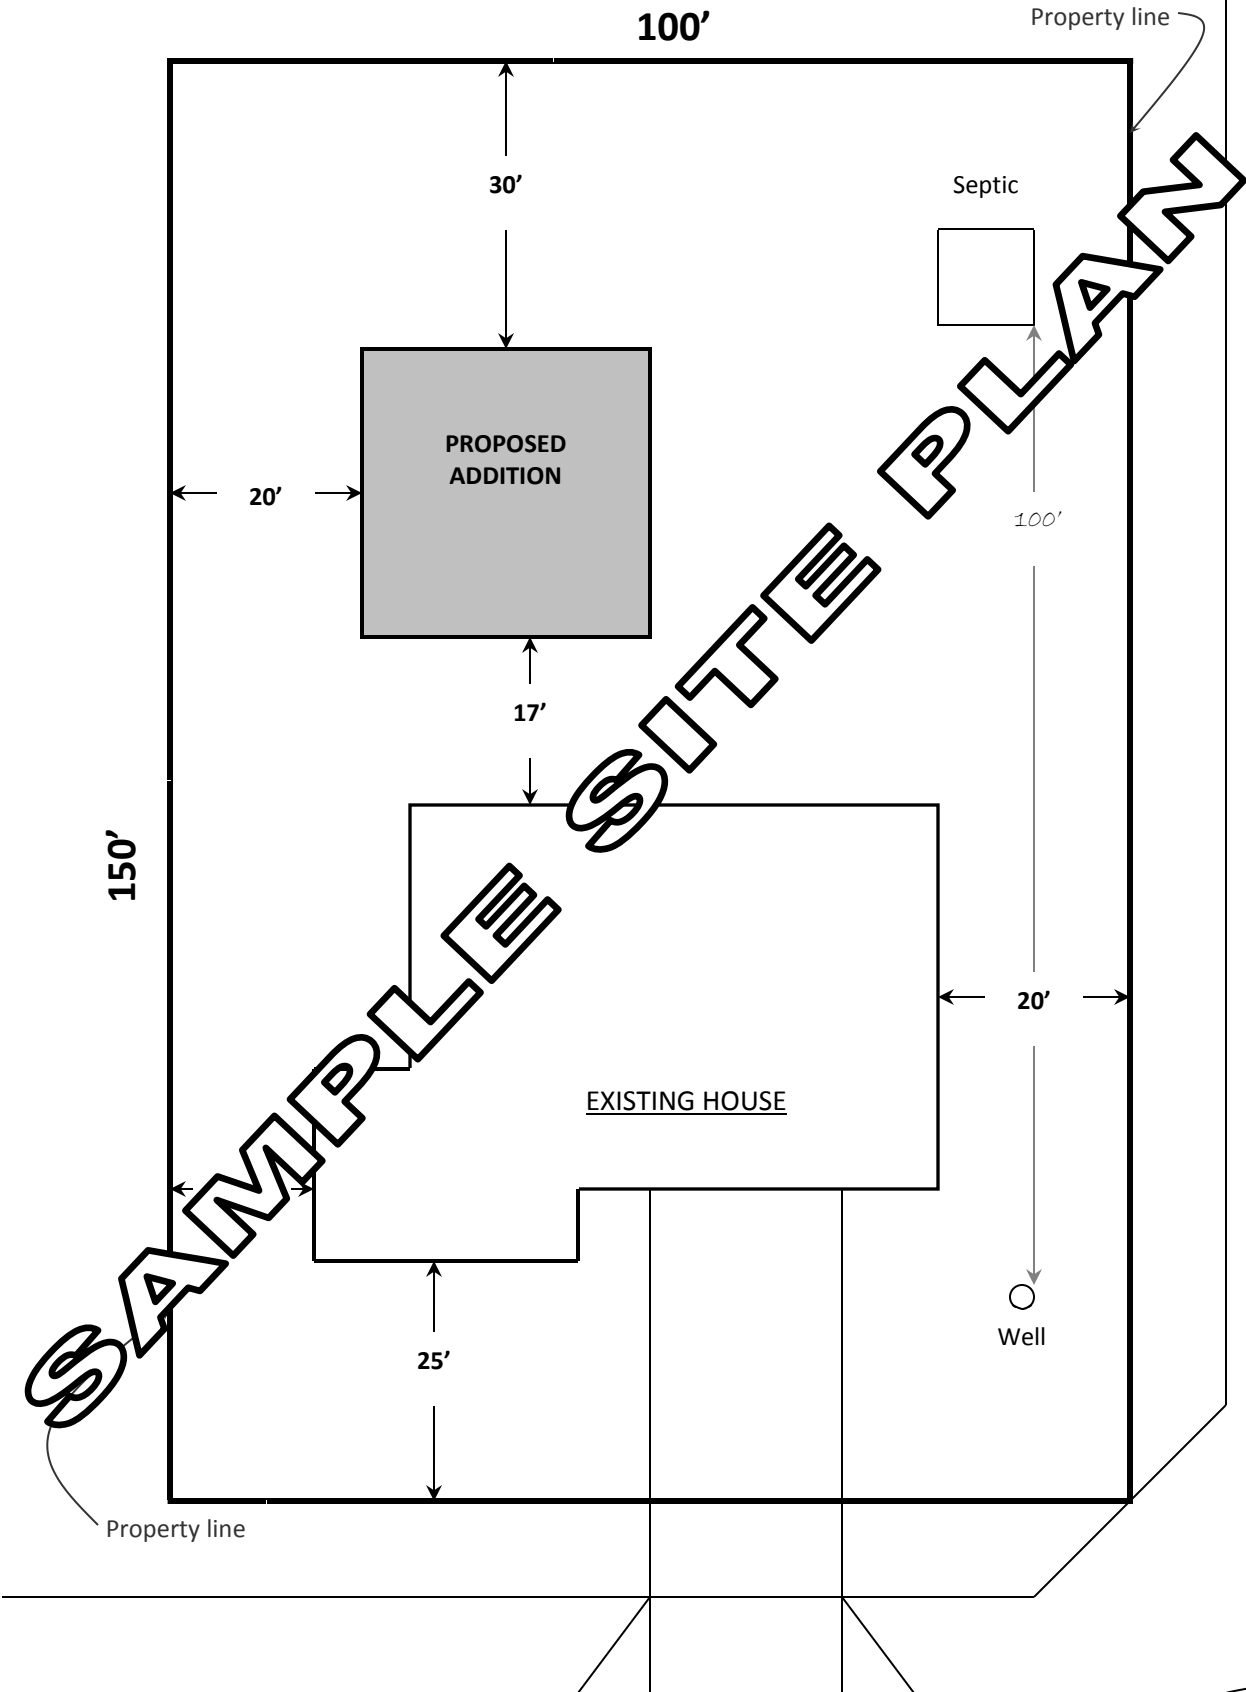 100’
Property line
30’
Septic
PROPOSED
ADDITION
20’
100’
17’
150’
20’
EXISTING HOUSE
Well
25’
Property line
SAMPLE SITE PLAN